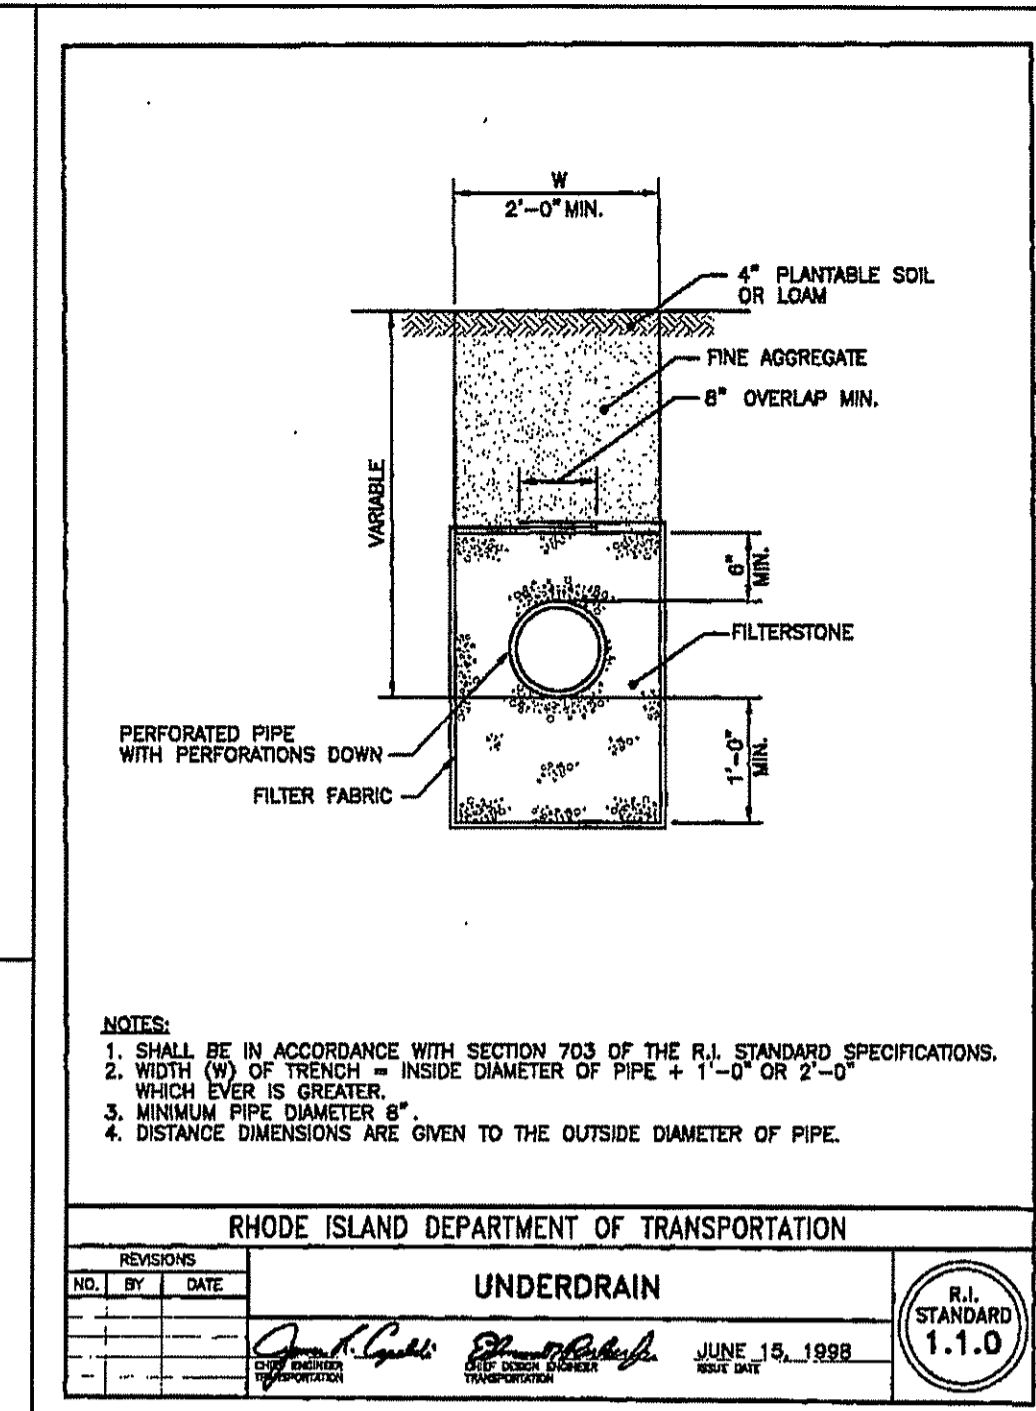 W
2'-0" MIN.
4" PLANTABLE SOIL
OR LOAM
FINE AGGREGATE
8" OVERLAP MIN.
VARIABLE
6"
MIN.
FILTERSTONE
PERFORATED PIPE
WITH PERFORATIONS DOWN
1'-0"
MIN.
FILTER FABRIC
NOTES:
1. SHALL BE IN ACCORDANCE WITH SECTION 703 OF THE R.I. STANDARD SPECIFICATIONS.
2. WIDTH (W) OF TRENCH = INSIDE DIAMETER OF PIPE + 1'-0" OR 2'-0"
WHICH EVER IS GREATER.
3. MINIMUM PIPE DIAMETER 8".
4. DISTANCE DIMENSIONS ARE GIVEN TO THE OUTSIDE DIAMETER OF PIPE.
RHODE ISLAND DEPARTMENT OF TRANSPORTATION
REVISIONS
NO. BY DATE
UNDERDRAIN
CHIEF ENGINEER
TRANSPORTATION
CHIEF DESIGN ENGINEER
TRANSPORTATION
JUNE 15, 1998
ISSUE DATE
R.I.
STANDARD
1.1.0